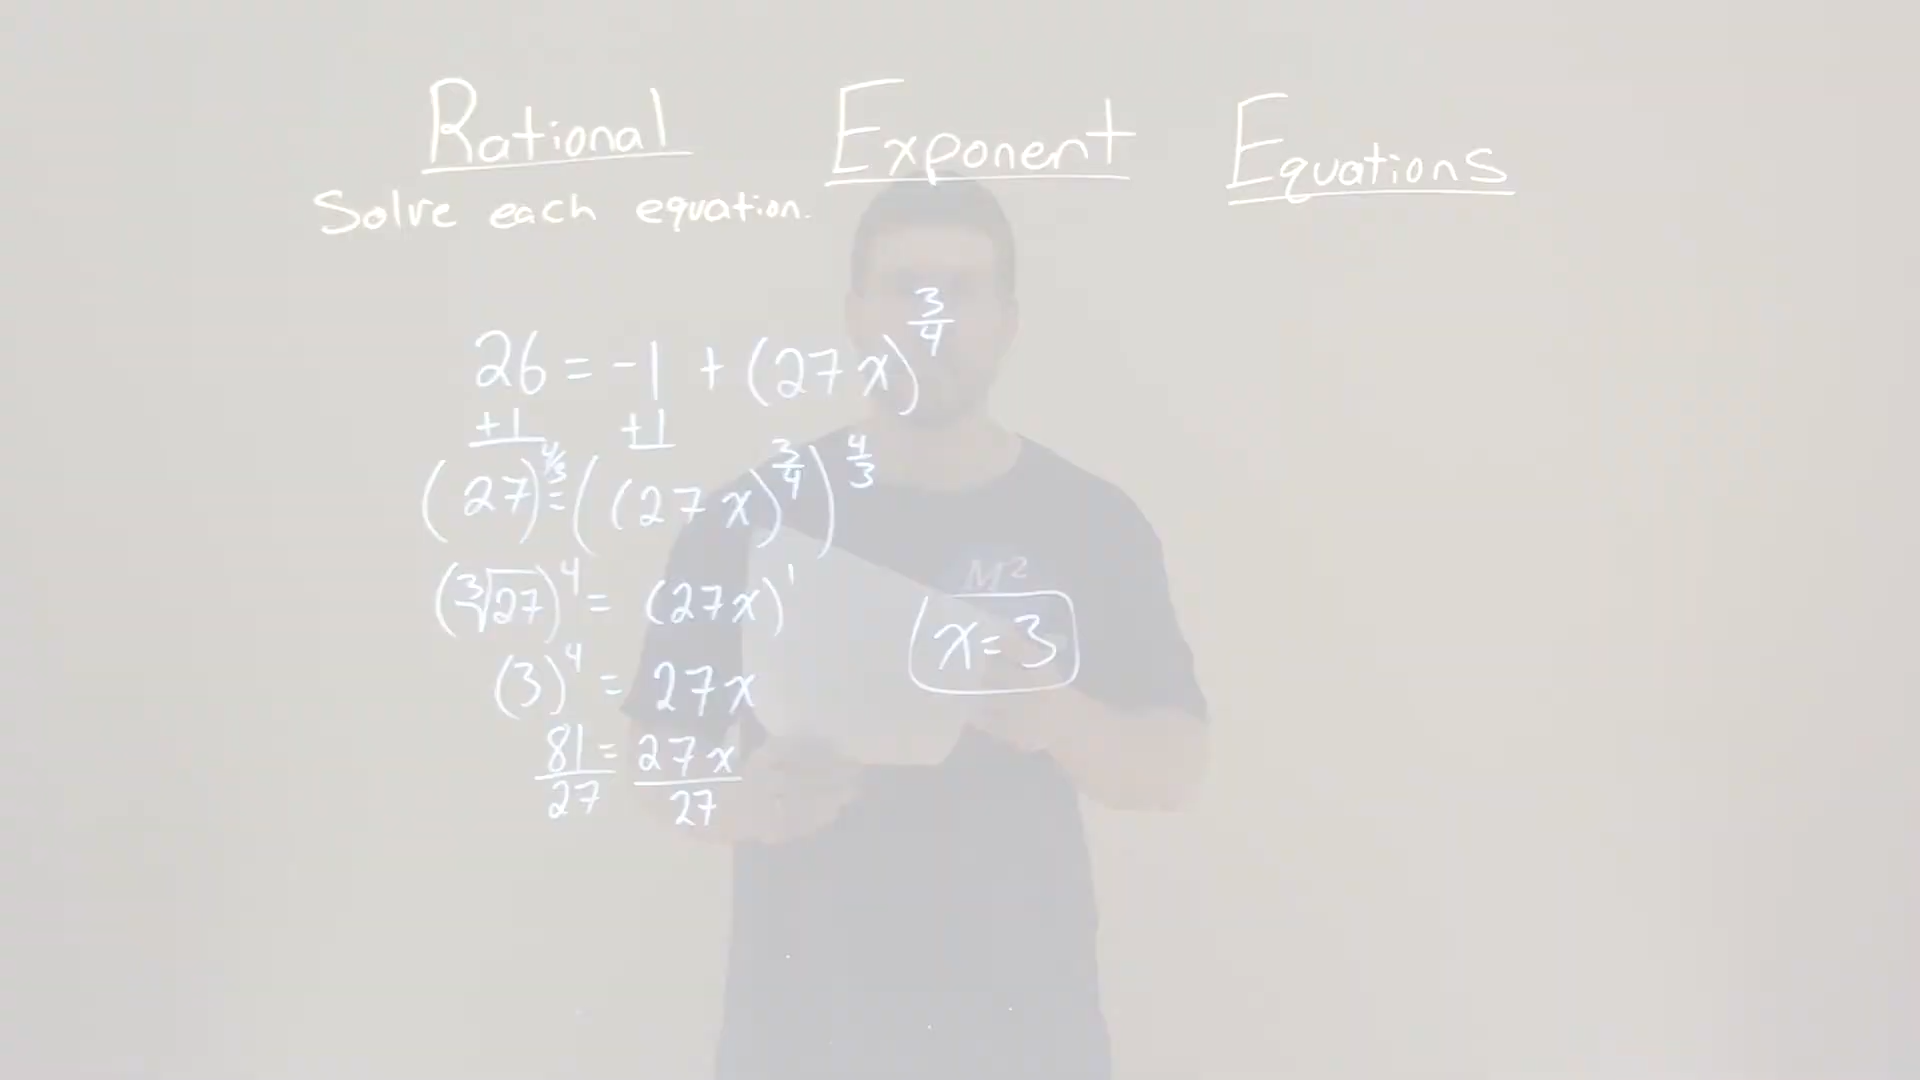 Rational Exponent Equations
Solve each equation.
26 = -1 + (27x)^(3/4)
+1 +1
(27)^(4/3) = ((27x)^(3/4))^(4/3)
M²
(∛27)^4 = (27x)^1
x = 3
(3)^4 = 27x
81/27 = 27x/27